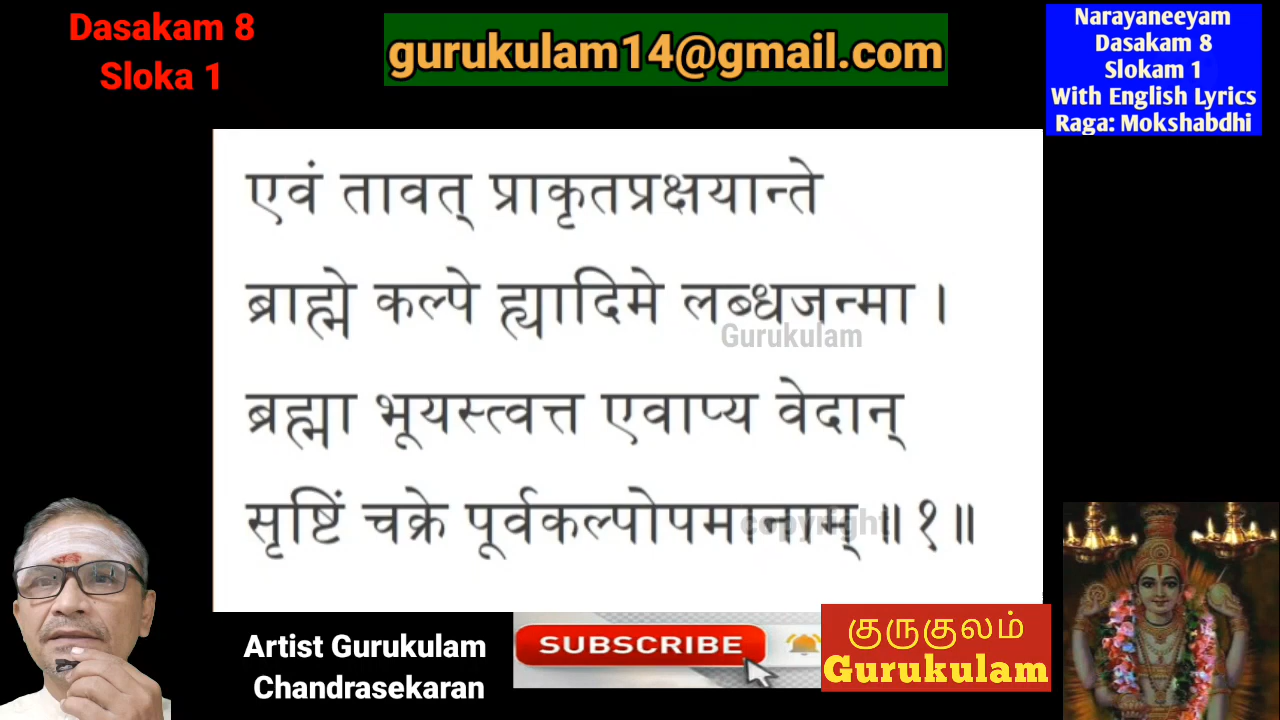 Dasakam 8
Sloka 1
gurukulam14@gmail.com
Narayaneeyam
Dasakam 8
Slokam 1
With English Lyrics
Raga: Mokshabdhi
एवं तावत् प्राकृतप्रक्षयान्ते
ब्राह्मे कल्पे ह्यादिमे लब्धजन्मा ।
Gurukulam
ब्रह्मा भूयस्त्वत्त एवाप्य वेदान्
सृष्टिं चक्रे पूर्वकल्पोपमानाम् ॥१॥
copyright
Artist Gurukulam
Chandrasekaran
SUBSCRIBE
குருகுலம்
Gurukulam